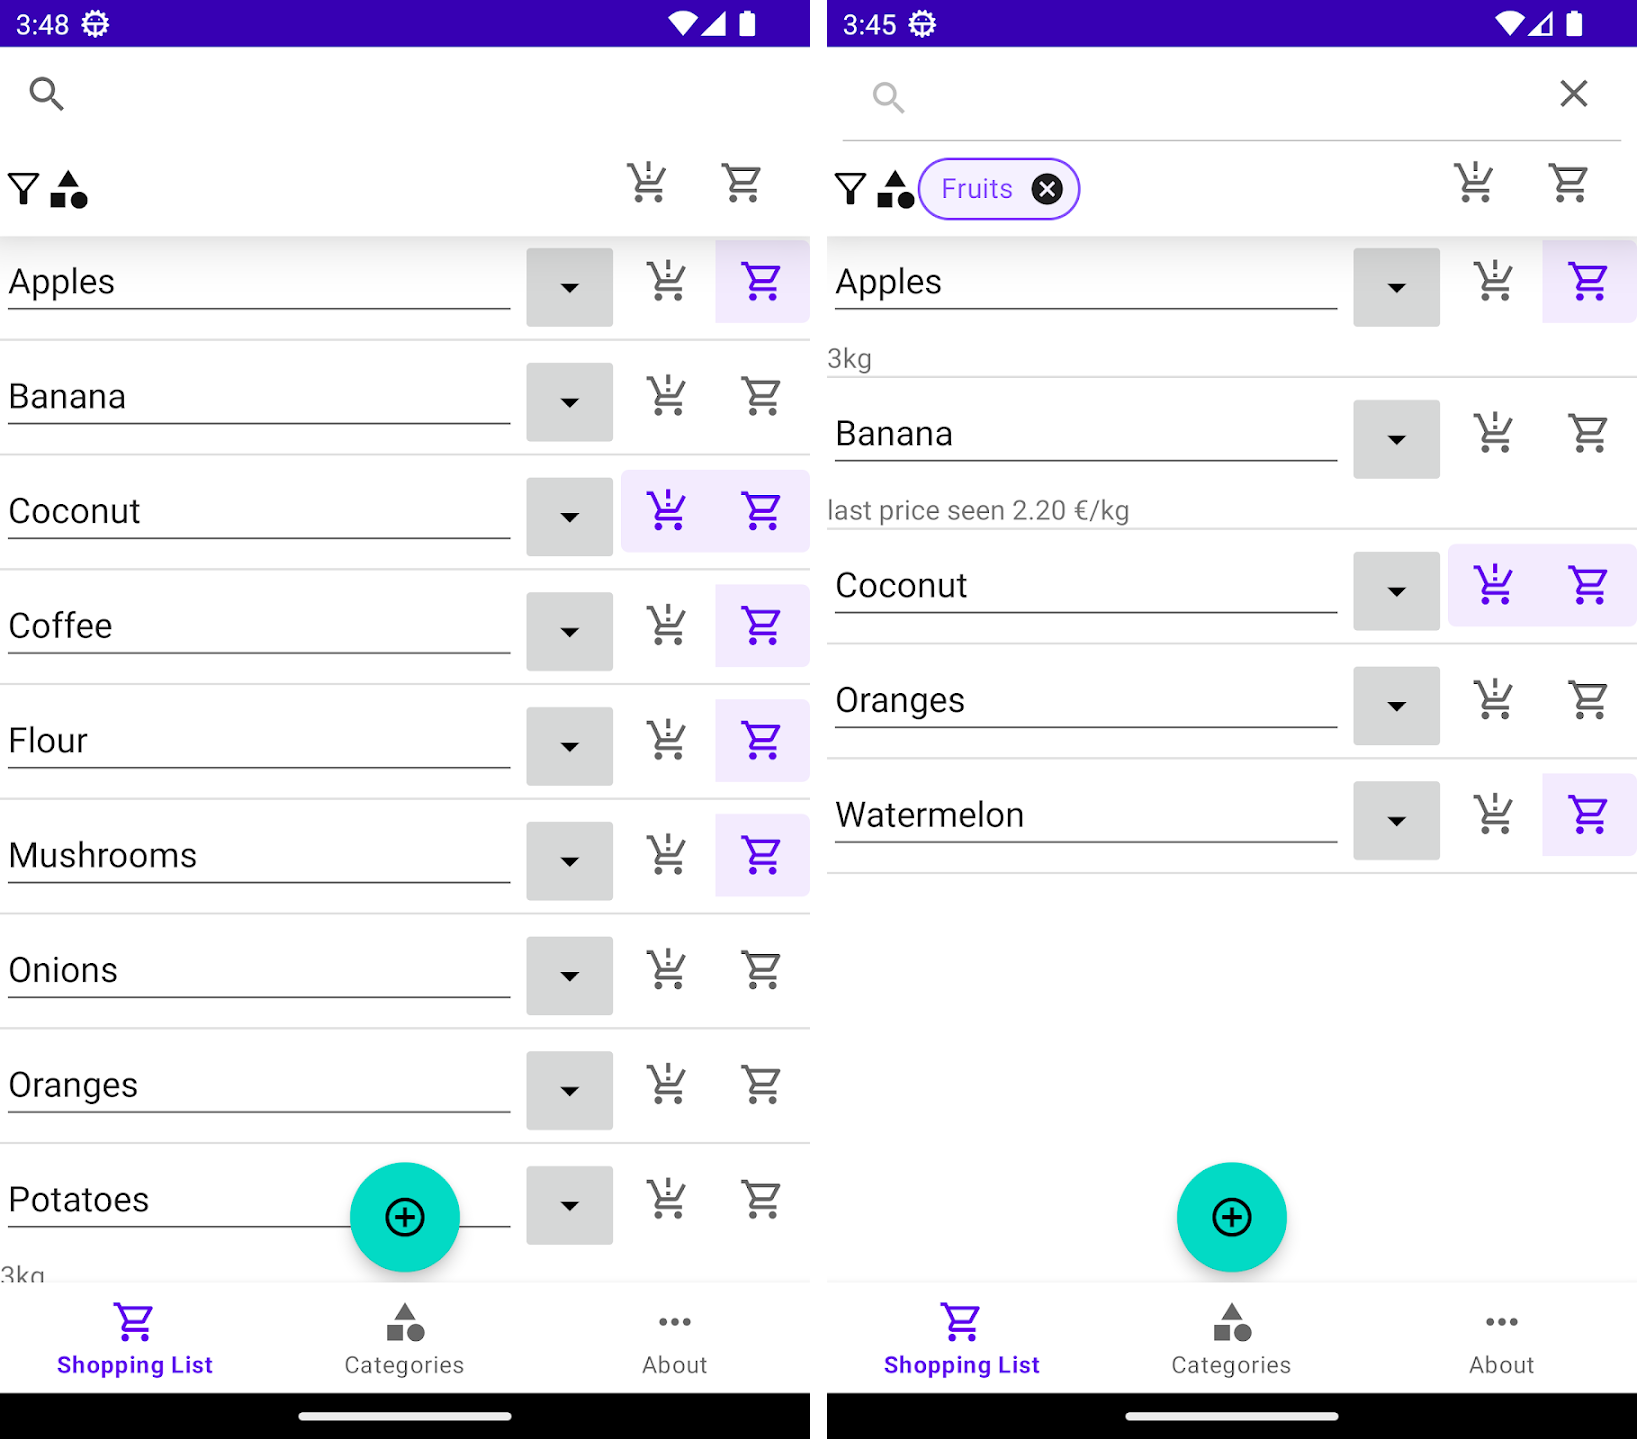 3:48
Apples
Banana
Coconut
Coffee
Flour
Mushrooms
Onions
Oranges
Potatoes
3kg
Shopping List
Categories
About
3:45
Fruits
Apples
3kg
Banana
last price seen 2.20 €/kg
Coconut
Oranges
Watermelon
Shopping List
Categories
About